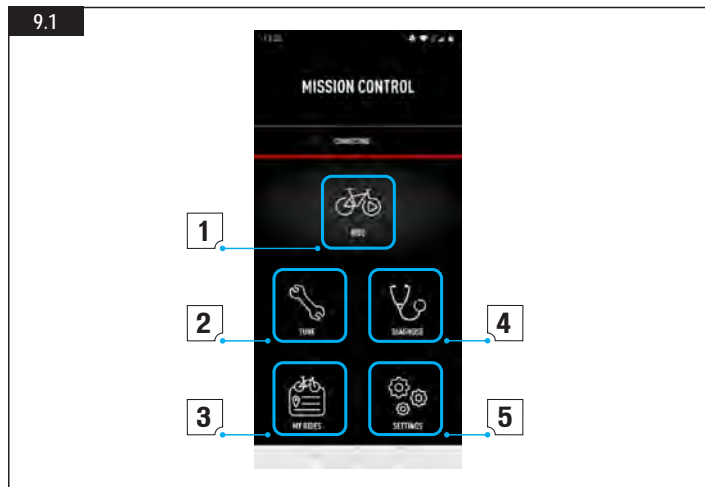 9.1
MISSION CONTROL
CONNECTING
1
RIDE
2
TUNE
DIAGNOSE
4
3
MY RIDES
SETTINGS
5